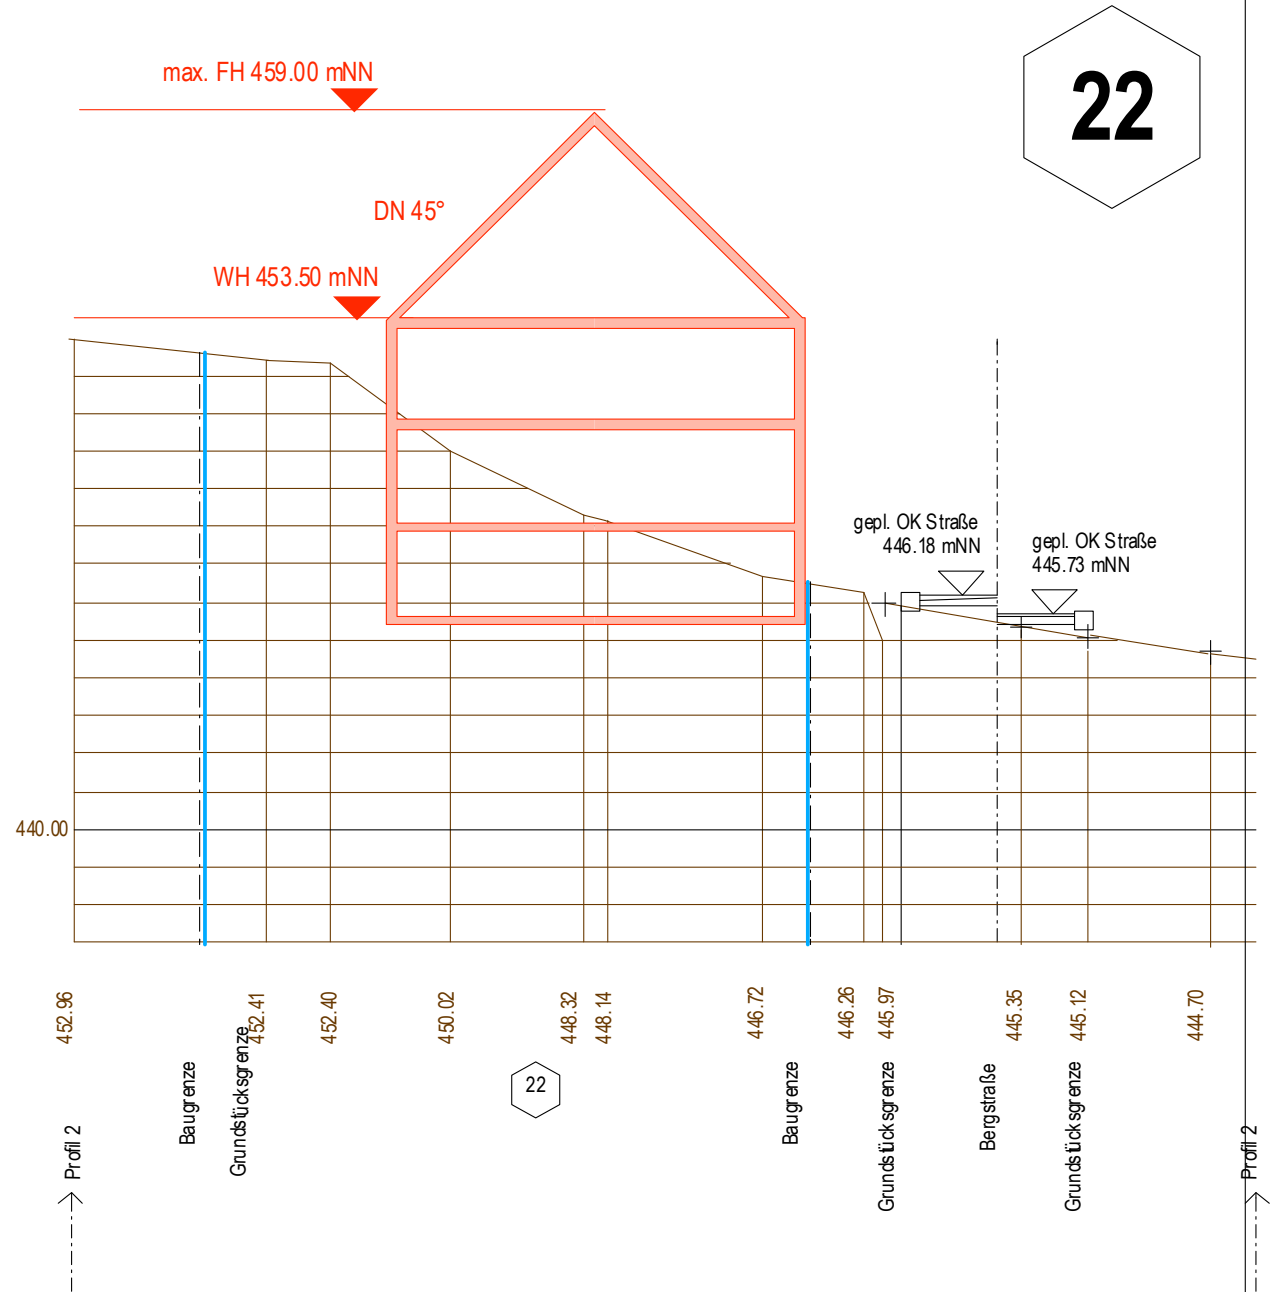 22
max. FH 459.00 mNN
DN 45°
WH 453.50 mNN
gepl. OK Straße
446.18 mNN
gepl. OK Straße
445.73 mNN
440.00
452.96
452.41
452.40
450.02
448.32
448.14
446.72
446.26
445.97
445.35
445.12
444.70
Baugrenze
Grundstücksgrenze
22
Baugrenze
Grundstücksgrenze
Bergstraße
Grundstücksgrenze
Profil 2
Profil 2